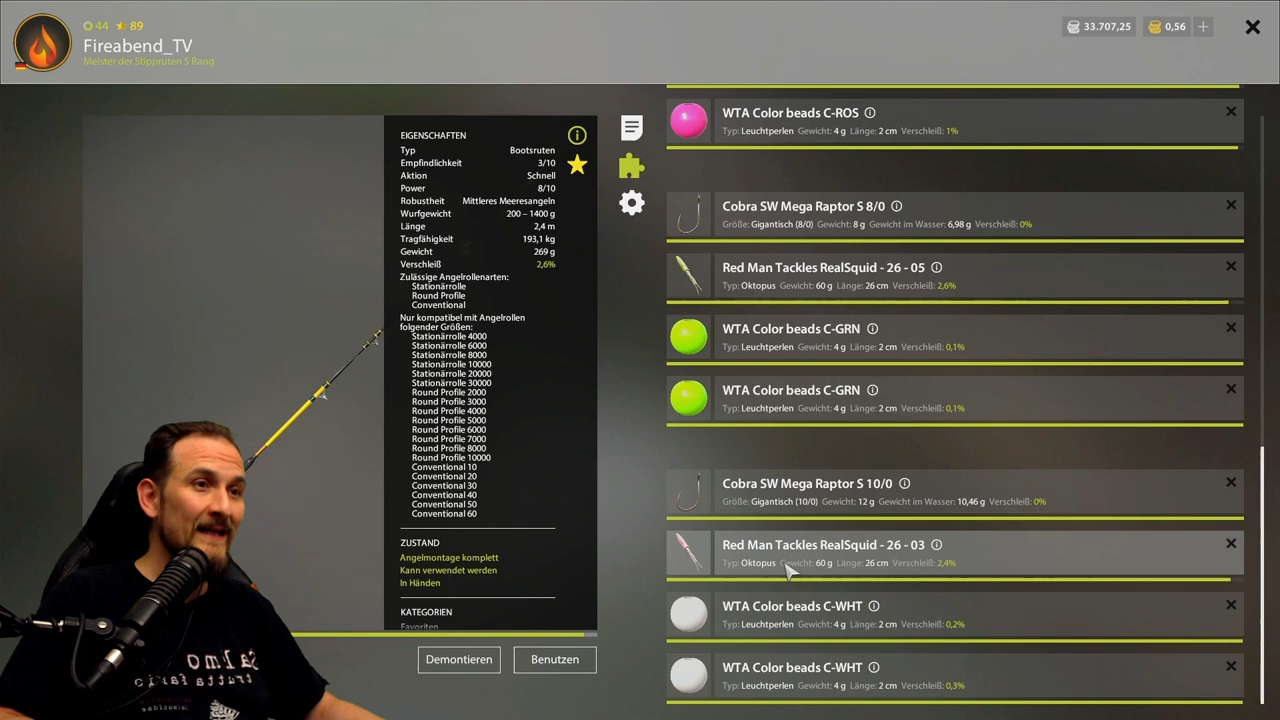 44 89
33.707,25
0,56
Fireabend_TV
Meister der Stipprutten 5 Rang
EIGENSCHAFTEN
Typ Bootsruten
Empfindlichkeit 3/10
Aktion Schnell
Power 8/10
Robustheit Mittleres Meeresangeln
Wurfgewicht 200 – 1400 g
Länge 2,4 m
Tragfähigkeit 193,1 kg
Gewicht 269 g
Verschleiß 2,6%
Zulässige Angelrollenarten:
Stationärrolle
Round Profile
Conventional
Nur kompatibel mit Angelrollen
folgender Größen:
Stationärrolle 4000
Stationärrolle 6000
Stationärrolle 8000
Stationärrolle 10000
Stationärrolle 20000
Stationärrolle 30000
Round Profile 2000
Round Profile 3000
Round Profile 4000
Round Profile 5000
Round Profile 6000
Round Profile 7000
Round Profile 8000
Round Profile 10000
Conventional 10
Conventional 20
Conventional 30
Conventional 40
Conventional 50
Conventional 60
ZUSTAND
Angelmontage komplett
Kann verwendet werden
In Händen
KATEGORIEN
Favoriten
Demontieren
Benutzen
WTA Color beads C-ROS
Typ: Leuchtperlen Gewicht: 4 g Länge: 2 cm Verschleiß: 1%
Cobra SW Mega Raptor S 8/0
Größe: Gigantisch (8/0) Gewicht: 8 g Gewicht im Wasser: 6,98 g Verschleiß: 0%
Red Man Tackles RealSquid - 26 - 05
Typ: Oktopus Gewicht: 60 g Länge: 26 cm Verschleiß: 2,6%
WTA Color beads C-GRN
Typ: Leuchtperlen Gewicht: 4 g Länge: 2 cm Verschleiß: 0,1%
WTA Color beads C-GRN
Typ: Leuchtperlen Gewicht: 4 g Länge: 2 cm Verschleiß: 0,1%
Cobra SW Mega Raptor S 10/0
Größe: Gigantisch (10/0) Gewicht: 12 g Gewicht im Wasser: 10,46 g Verschleiß: 0%
Red Man Tackles RealSquid - 26 - 03
Typ: Oktopus Gewicht: 60 g Länge: 26 cm Verschleiß: 2,4%
WTA Color beads C-WHT
Typ: Leuchtperlen Gewicht: 4 g Länge: 2 cm Verschleiß: 0,2%
WTA Color beads C-WHT
Typ: Leuchtperlen Gewicht: 4 g Länge: 2 cm Verschleiß: 0,3%
Salmo
trutta fario